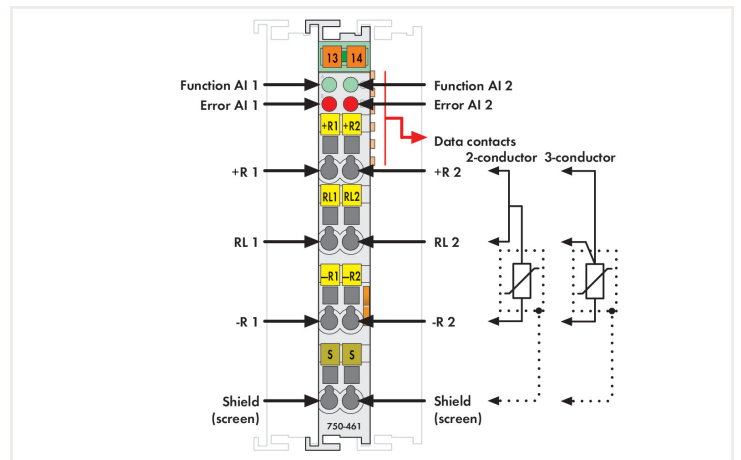 13 14
Function AI 1
Function AI 2
Error AI 1
Error AI 2
+R1 +R2
Data contacts
2-conductor 3-conductor
+R 1
+R 2
RL1 RL2
RL 1
RL 2
–R1 –R2
-R 1
-R 2
S S
Shield
(screen)
Shield
(screen)
750-461